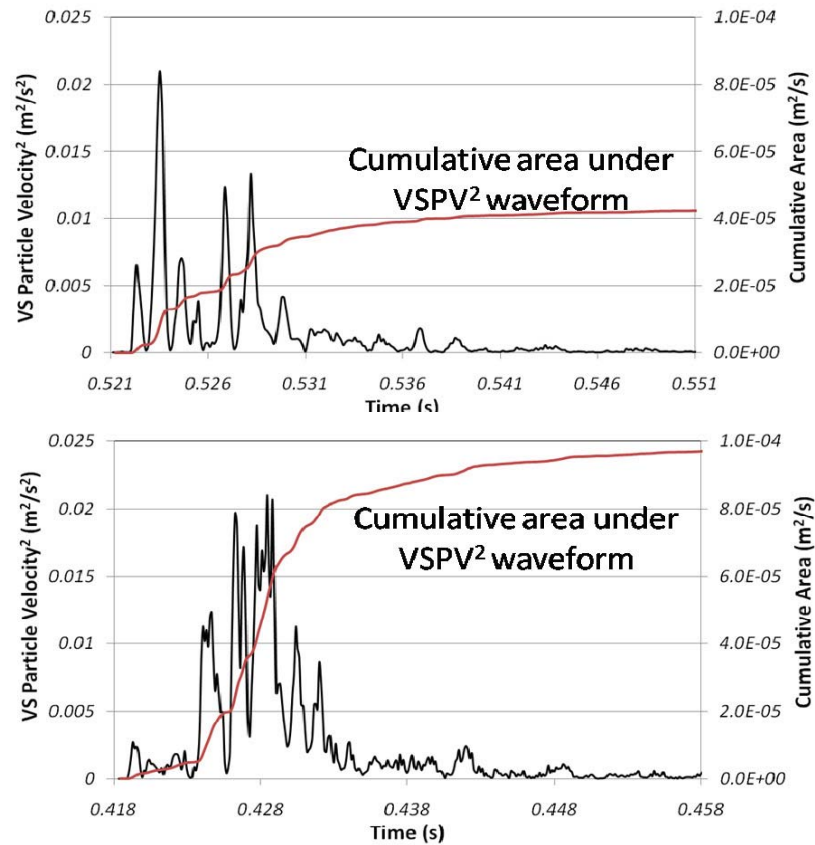 0.025
0.02
0.015
0.01
0.005
0
VS Particle Velocity² (m²/s²)
1.0E-04
8.0E-05
6.0E-05
4.0E-05
2.0E-05
0.0E+00
Cumulative Area (m²/s)
Cumulative area under
VSPV² waveform
0.521 0.526 0.531 0.536 0.541 0.546 0.551
Time (s)
0.025
0.02
0.015
0.01
0.005
0
VS Particle Velocity² (m²/s²)
1.0E-04
8.0E-05
6.0E-05
4.0E-05
2.0E-05
0.0E+00
Cumulative Area (m²/s)
Cumulative area under
VSPV² waveform
0.418 0.428 0.438 0.448 0.458
Time (s)